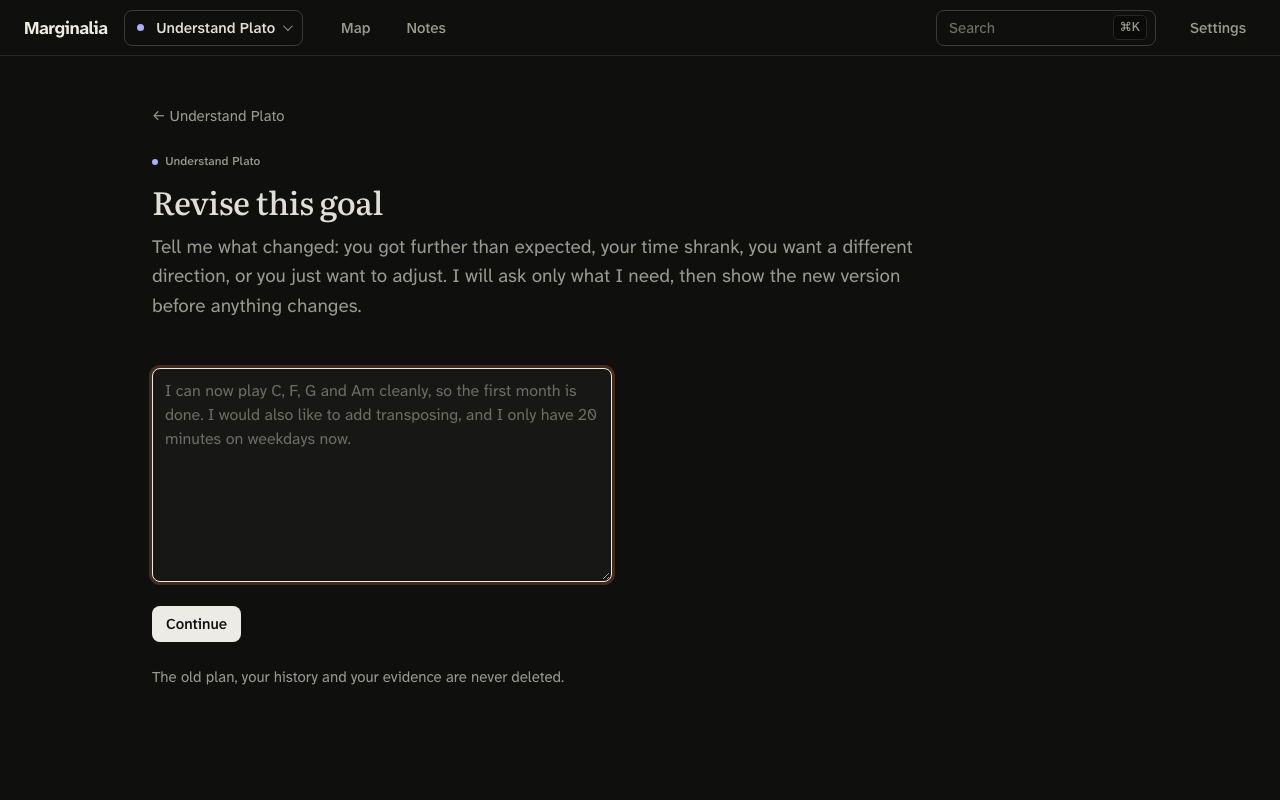 Marginalia
Understand Plato
Map
Notes
Search
⌘K
Settings
← Understand Plato
Understand Plato
Revise this goal
Tell me what changed: you got further than expected, your time shrank, you want a different
direction, or you just want to adjust. I will ask only what I need, then show the new version
before anything changes.
I can now play C, F, G and Am cleanly, so the first month is
done. I would also like to add transposing, and I only have 20
minutes on weekdays now.
Continue
The old plan, your history and your evidence are never deleted.